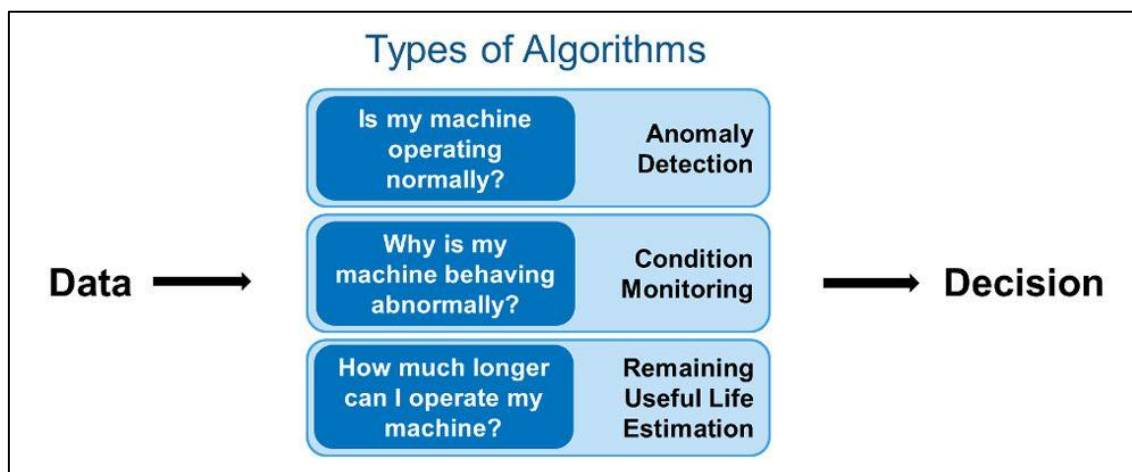 Types of Algorithms
Is my machine
operating
normally?
Anomaly
Detection
Data
Why is my
machine behaving
abnormally?
Condition
Monitoring
Decision
How much longer
can I operate my
machine?
Remaining
Useful Life
Estimation